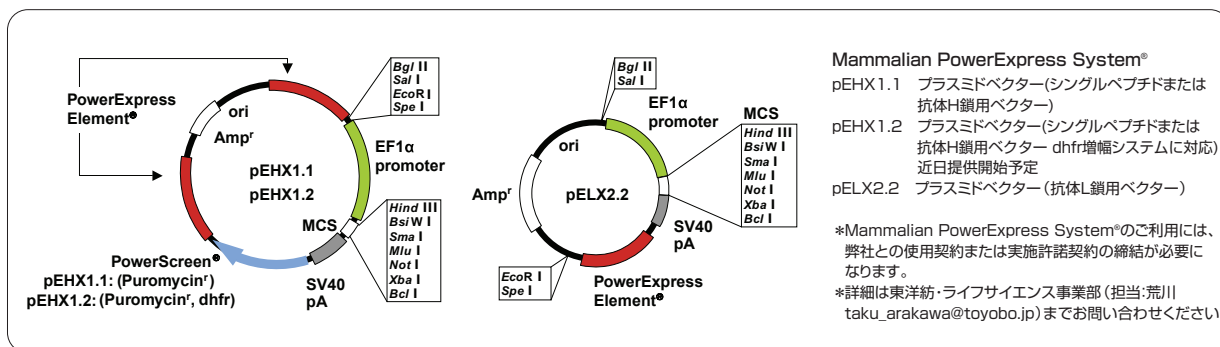 PowerExpress
Element®
ori
Ampʳ
pEHX1.1
pEHX1.2
Bgl II
Sal I
EcoR I
Spe I
EF1α
promoter
MCS
Hind III
BsiW I
Sma I
Mlu I
Not I
Xba I
Bcl I
SV40
pA
PowerScreen®
pEHX1.1: (Puromycinʳ)
pEHX1.2: (Puromycinʳ, dhfr)
Bgl II
Sal I
EF1α
promoter
ori
Ampʳ
pELX2.2
MCS
Hind III
BsiW I
Sma I
Mlu I
Not I
Xba I
Bcl I
SV40
pA
EcoR I
Spe I
PowerExpress
Element®
Mammalian PowerExpress System®
pEHX1.1 プラスミドベクター(シングルペプチドまたは
抗体H鎖用ベクター)
pEHX1.2 プラスミドベクター(シングルペプチドまたは
抗体H鎖用ベクター dhfr増幅システムに対応)
近日提供開始予定
pELX2.2 プラスミドベクター(抗体L鎖用ベクター)
*Mammalian PowerExpress System®のご利用には、
弊社との使用契約または実施許諾契約の締結が必要に
なります。
*詳細は東洋紡・ライフサイエンス事業部(担当:荒川
taku_arakawa@toyobo.jp)までお問い合わせください